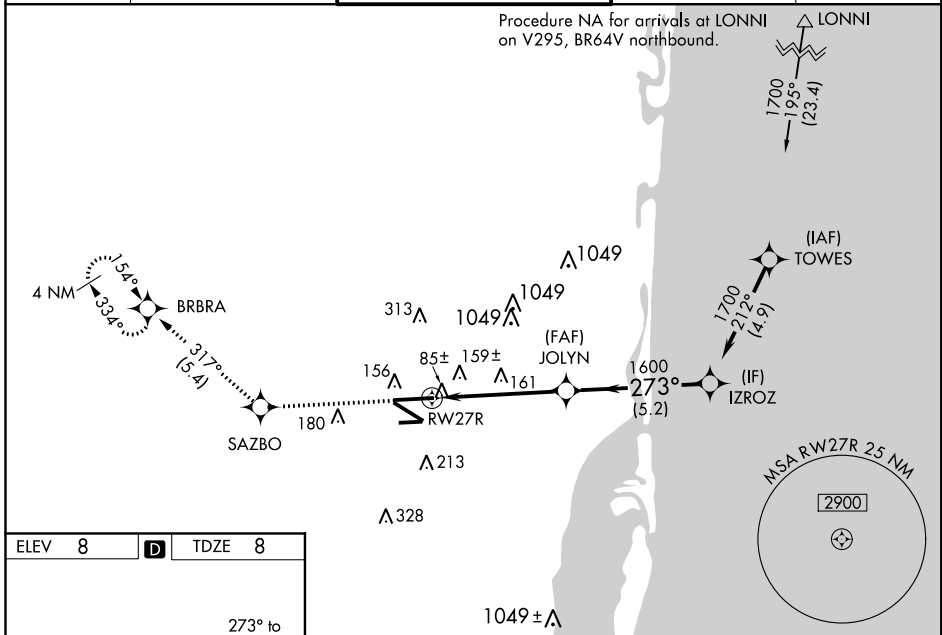 Procedure NA for arrivals at LONNI
on V295, BR64V northbound.
LONNI
1700
195°
(23.4)
(IAF)
TOWES
1700
212°
(4.9)
1049
1049
1049
313
154°
334°
4 NM
BRBRA
317°
(5.4)
(FAF)
JOLYN
85±
159±
156
161
1600
273°
(5.2)
(IF)
IZROZ
RW27R
180
SAZBO
213
328
MSA RW27R 25 NM
2900
ELEV 8 D TDZE 8
273° to
1049±